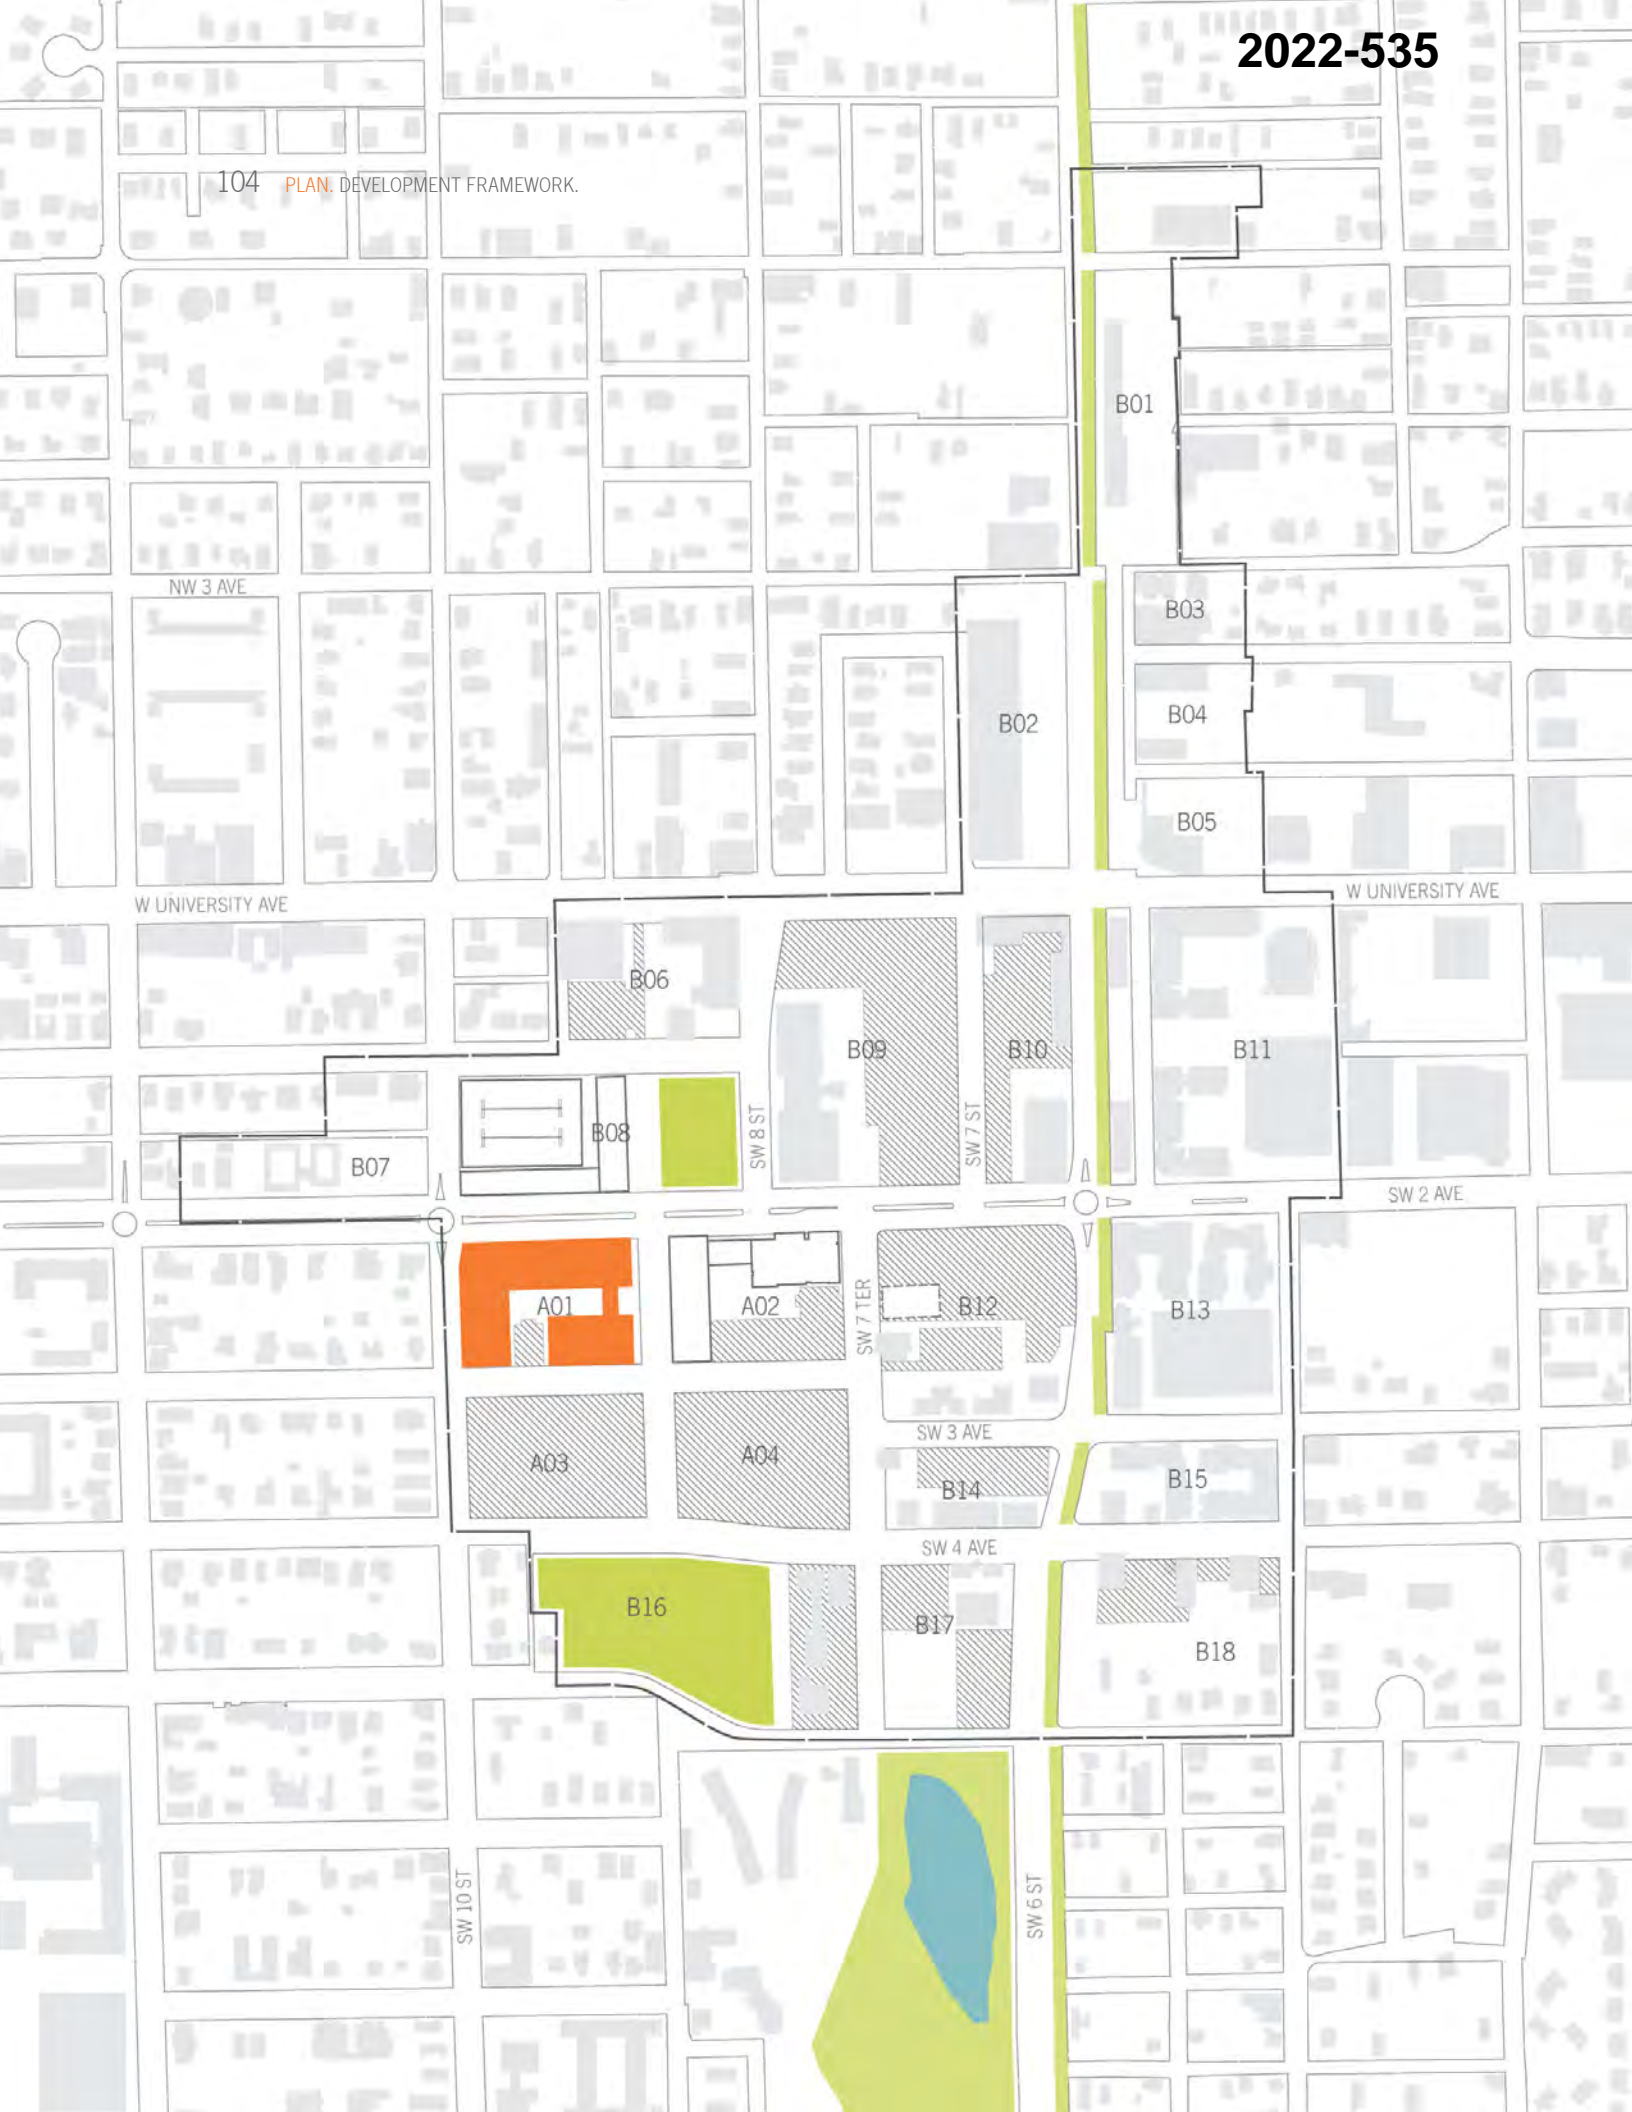 2022-535
104 PLAN. DEVELOPMENT FRAMEWORK.
B01
NW 3 AVE
B03
B04
B02
B05
W UNIVERSITY AVE
W UNIVERSITY AVE
B06
B09
B10
B11
B08
SW 8 ST
SW 7 ST
B07
SW 2 AVE
A01
A02
SW 7 TER
B12
B13
SW 3 AVE
A03
A04
B14
B15
SW 4 AVE
B16
B17
B18
SW 10 ST
SW 6 ST